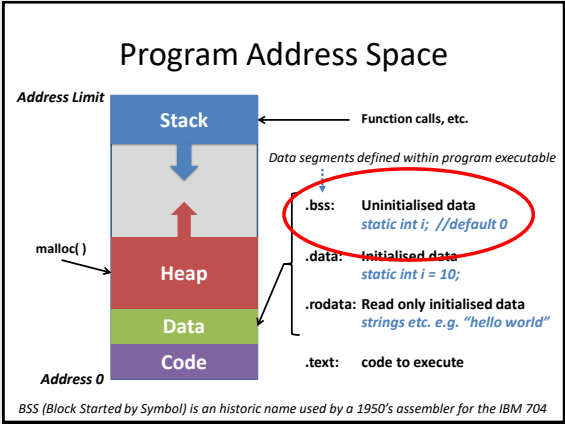 Program Address Space
Address Limit
Stack
Function calls, etc.
Data segments defined within program executable
.bss: Uninitialised data
static int i; //default 0
malloc( )
.data: Initialised data
static int i = 10;
Heap
.rodata: Read only initialised data
strings etc. e.g. “hello world”
Data
Code
.text: code to execute
Address 0
BSS (Block Started by Symbol) is an historic name used by a 1950’s assembler for the IBM 704